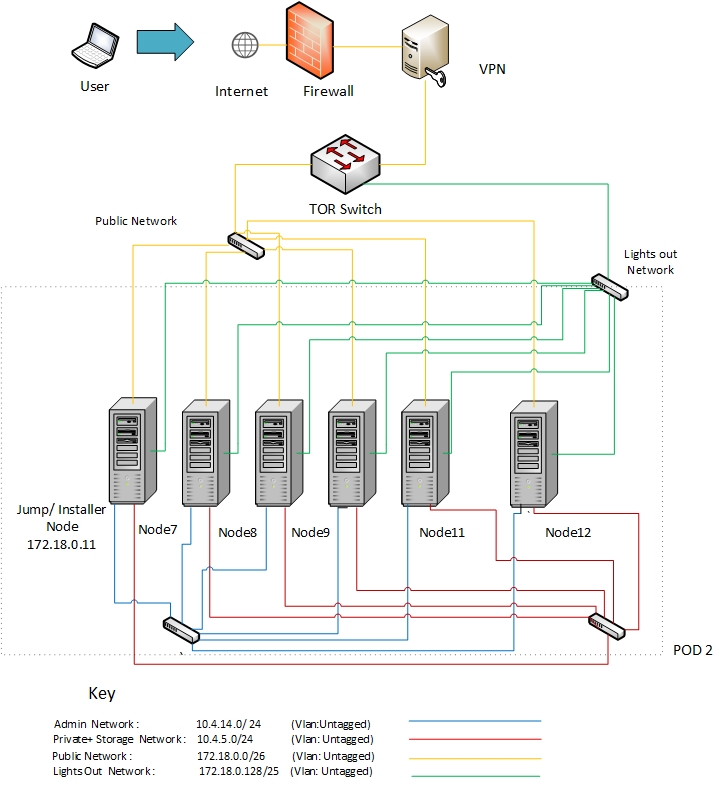 User
Internet
Firewall
VPN
TOR Switch
Public Network
Lights out
Network
Jump/ Installer
Node
172.18.0.11
Node7
Node8
Node9
Node11
Node12
POD 2
Key
Admin Network : 10.4.14.0/24 (Vlan:Untagged)
Private+ Storage Network : 10.4.5.0/24 (Vlan: Untagged)
Public Network : 172.18.0.0/26 (Vlan: Untagged)
Lights Out Network : 172.18.0.128/25 (Vlan: Untagged)